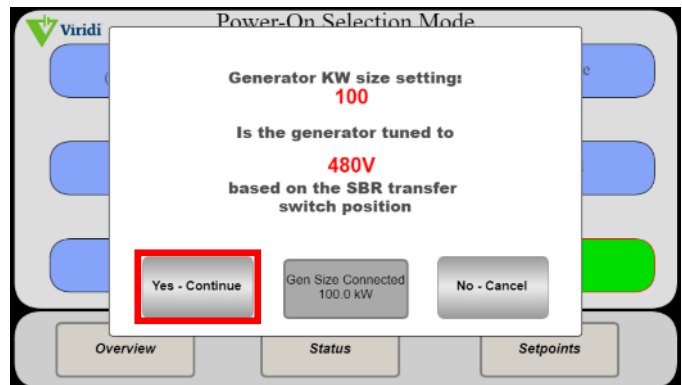 Viridi
Power-On Selection Mode
e
Generator KW size setting:
100
Is the generator tuned to
480V
based on the SBR transfer
switch position
Yes - Continue
Gen Size Connected
100.0 kW
No - Cancel
Overview
Status
Setpoints